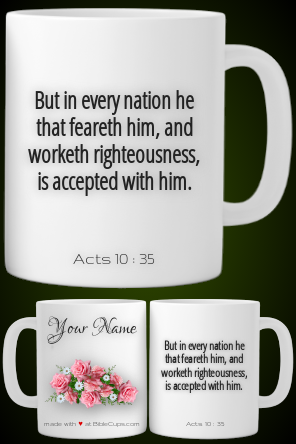 But in every nation he
that feareth him, and
worketh righteousness,
is accepted with him.
Acts 10 : 35
Your Name
made with ♥ at BibleCups.com
But in every nation he
that feareth him, and
worketh righteousness,
is accepted with him.
Acts 10 : 35